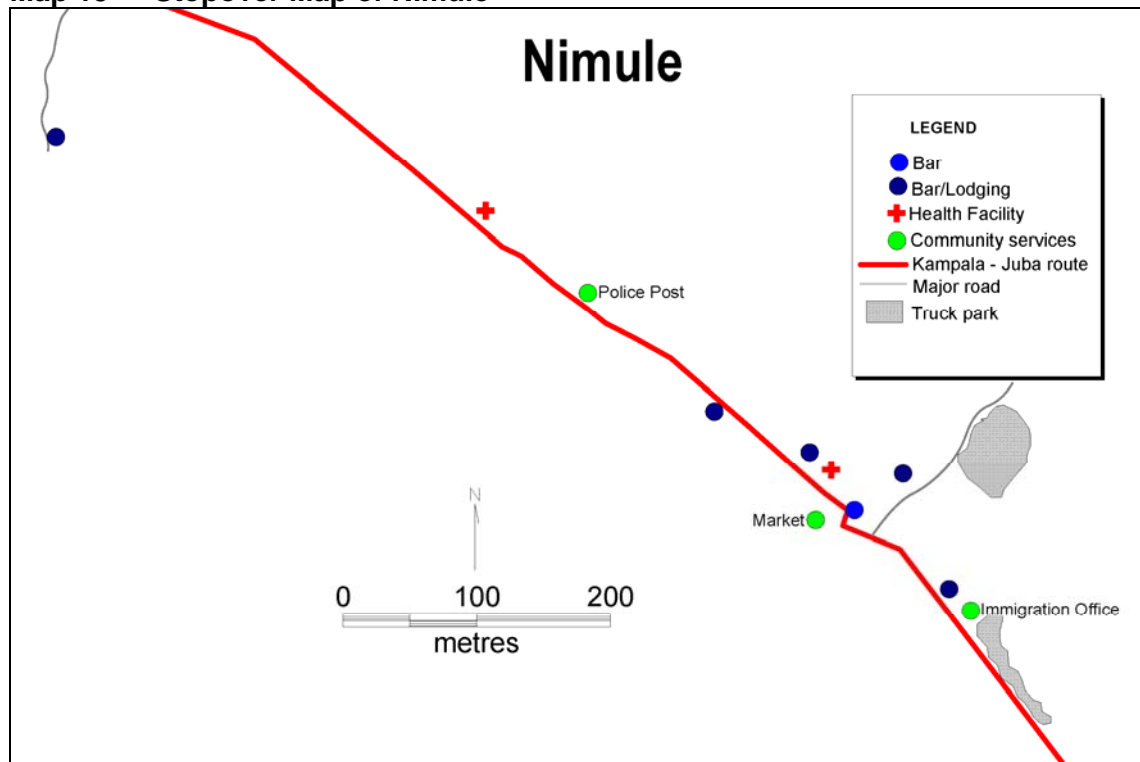 Nimule
LEGEND
Bar
Bar/Lodging
Health Facility
Community services
Kampala - Juba route
Major road
Truck park
Police Post
Market
Immigration Office
N
0 100 200
metres